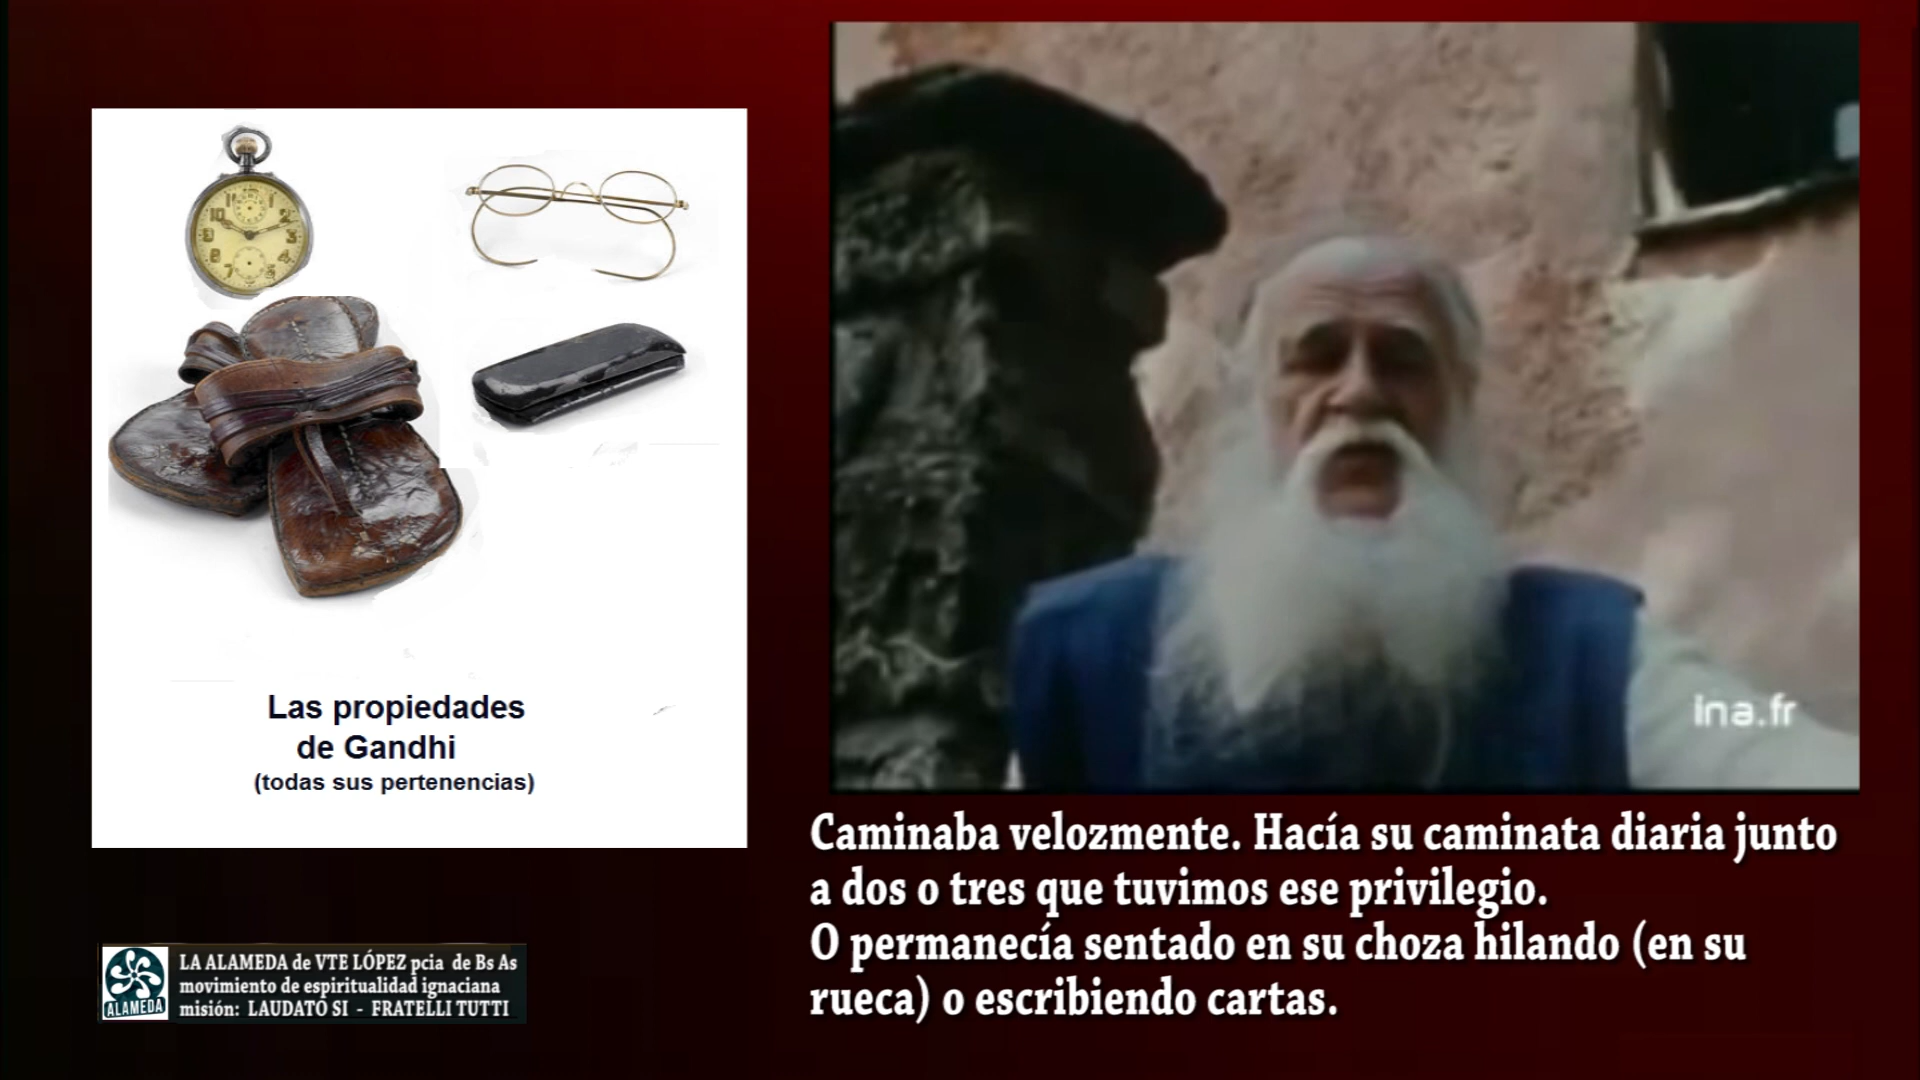 Las propiedades
de Gandhi
(todas sus pertenencias)
ina.fr
Caminaba velozmente. Hacía su caminata diaria junto
a dos o tres que tuvimos ese privilegio.
O permanecía sentado en su choza hilando (en su
rueca) o escribiendo cartas.
ALAMEDA
LA ALAMEDA de VTE LÓPEZ pcia de Bs As
movimiento de espiritualidad ignaciana
misión: LAUDATO SI - FRATELLI TUTTI